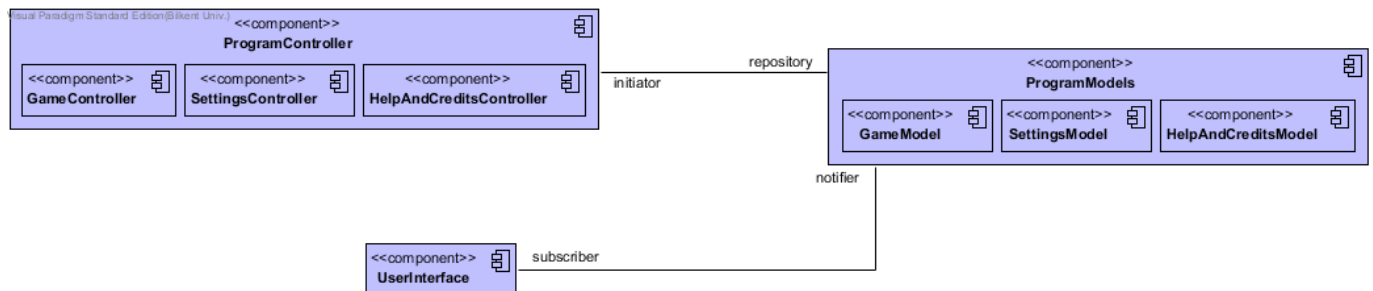 Visual Paradigm Standard Edition(Bilkent Univ.)
<<component>>
ProgramController
<<component>>
GameController
<<component>>
SettingsController
<<component>>
HelpAndCreditsController
initiator
repository
<<component>>
ProgramModels
<<component>>
GameModel
<<component>>
SettingsModel
<<component>>
HelpAndCreditsModel
notifier
<<component>>
UserInterface
subscriber